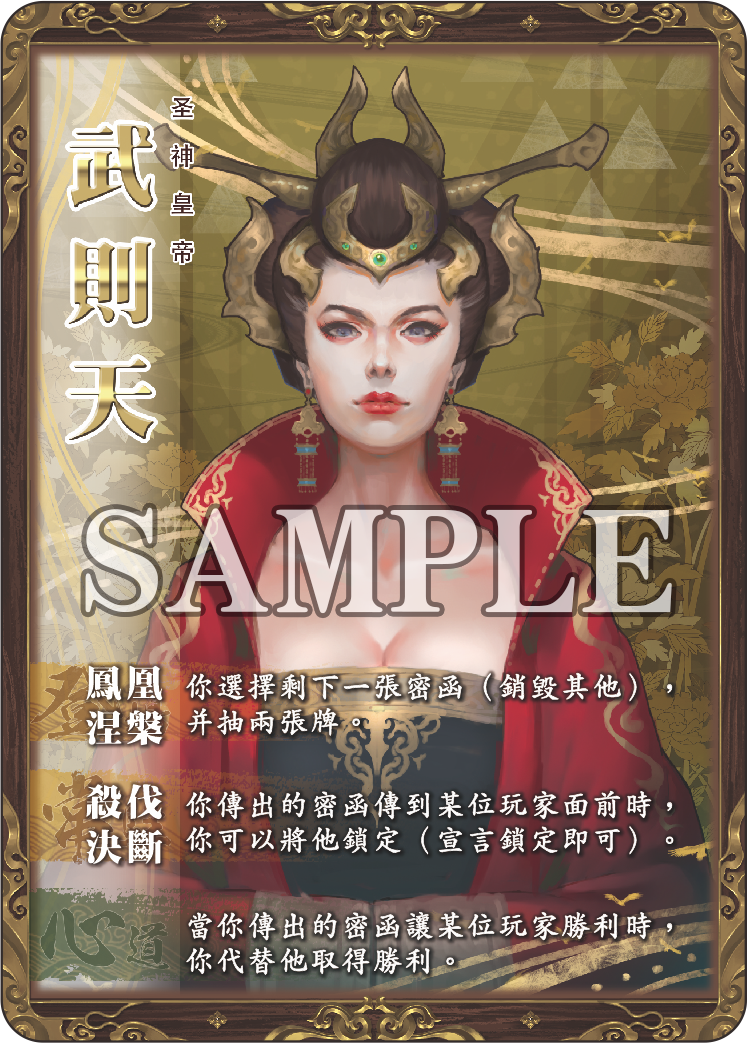 圣神皇帝
武則天
SAMPLE
登
鳳凰
涅槃
你選擇剩下一張密函（銷毀其他），
并抽兩張牌。
常
殺伐
決斷
你傳出的密函傳到某位玩家面前時，
你可以將他鎖定（宣言鎖定即可）。
心道
當你傳出的密函讓某位玩家勝利時，
你代替他取得勝利。